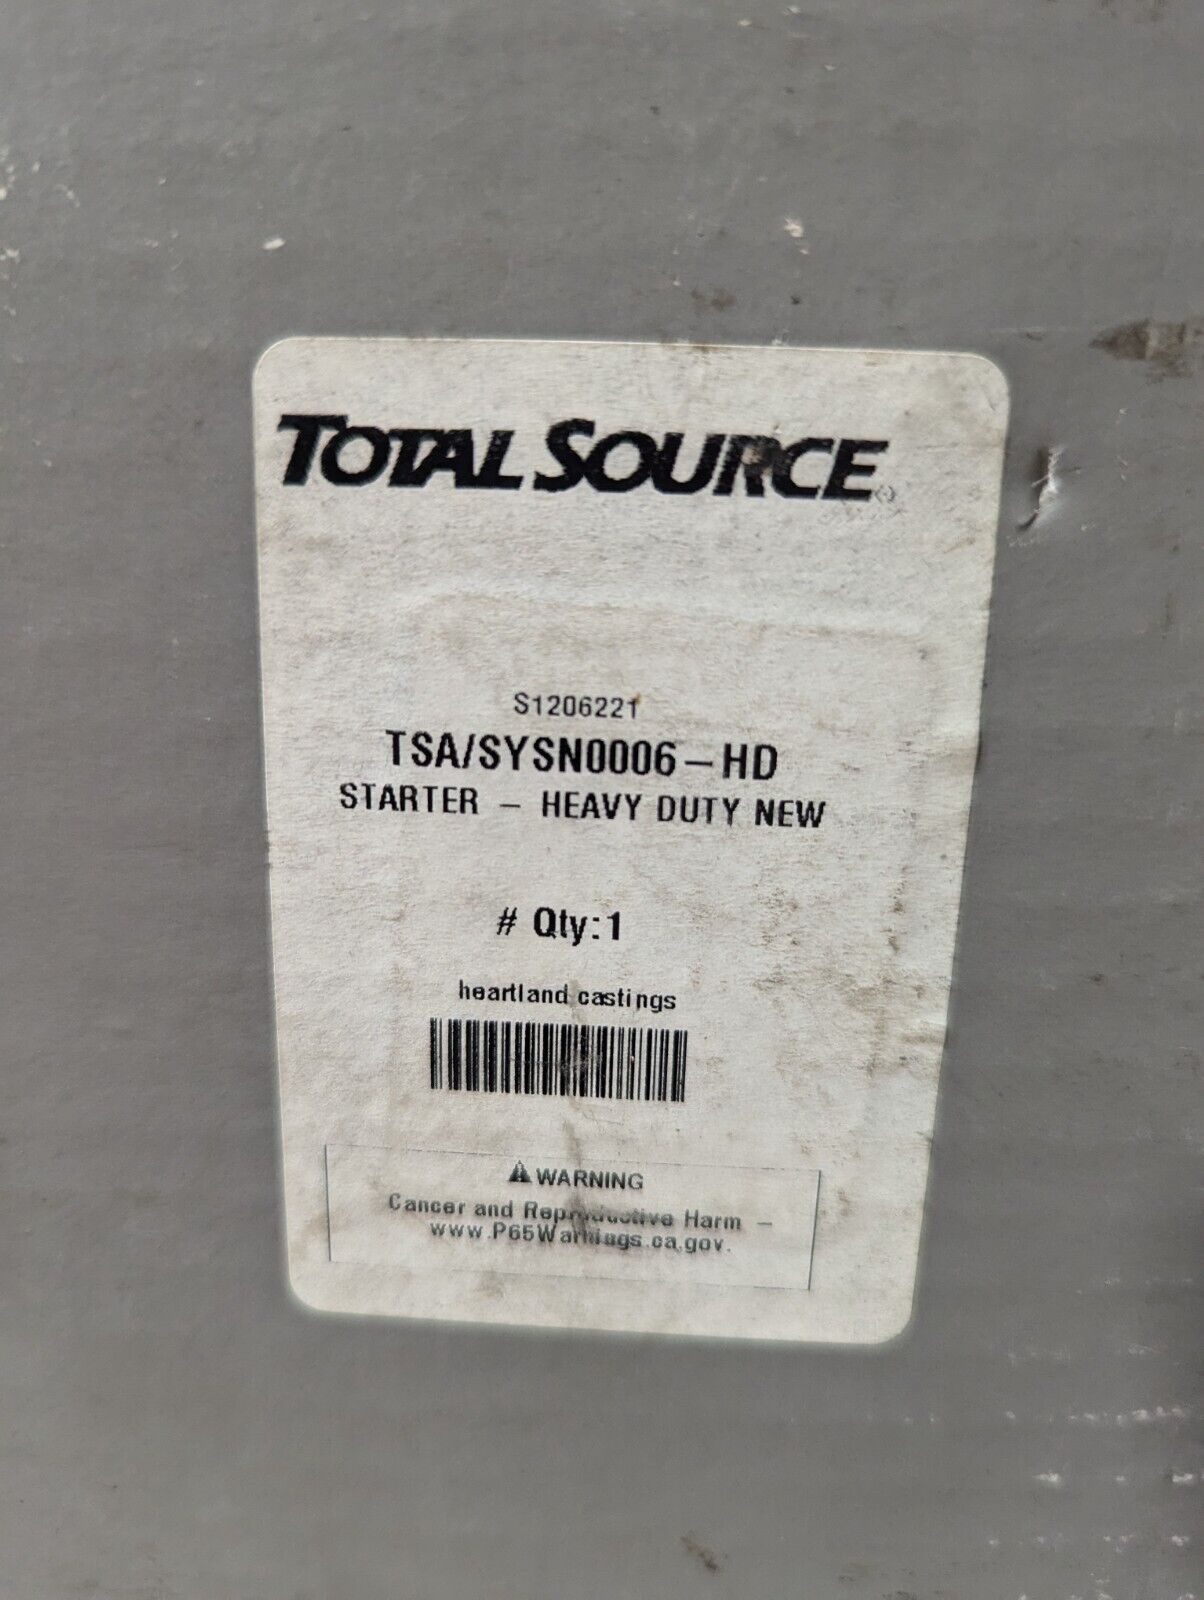 TOTAL SOURCE
S1206221
TSA/SYSN0006-HD
STARTER - HEAVY DUTY NEW
# Qty:1
heartland castings
WARNING
Cancer and Reproductive Harm -
www.P65Warnings.ca.gov.